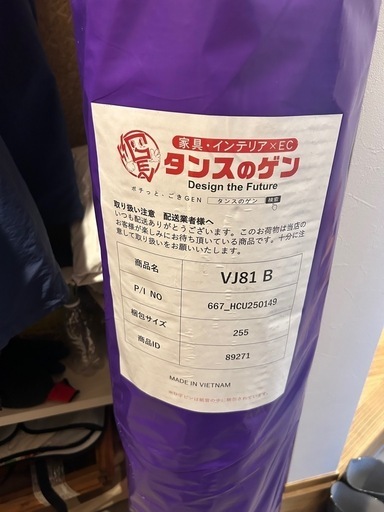 家具・インテリア×EC
タンスのゲン
Design the Future
ポチっと、ごきGEN タンスのゲン 検索
取り扱い注意 配送業者様へ
いつも配送ありがとうございます。このお荷物は当店の
お客様が楽しみにお待ち頂いている商品です。十分に注
意して取り扱いをお願いいたします。
商品名 VJ81 B
P/I NO 667_HCU250149
梱包サイズ 255
商品ID 89271
MADE IN VIETNAM